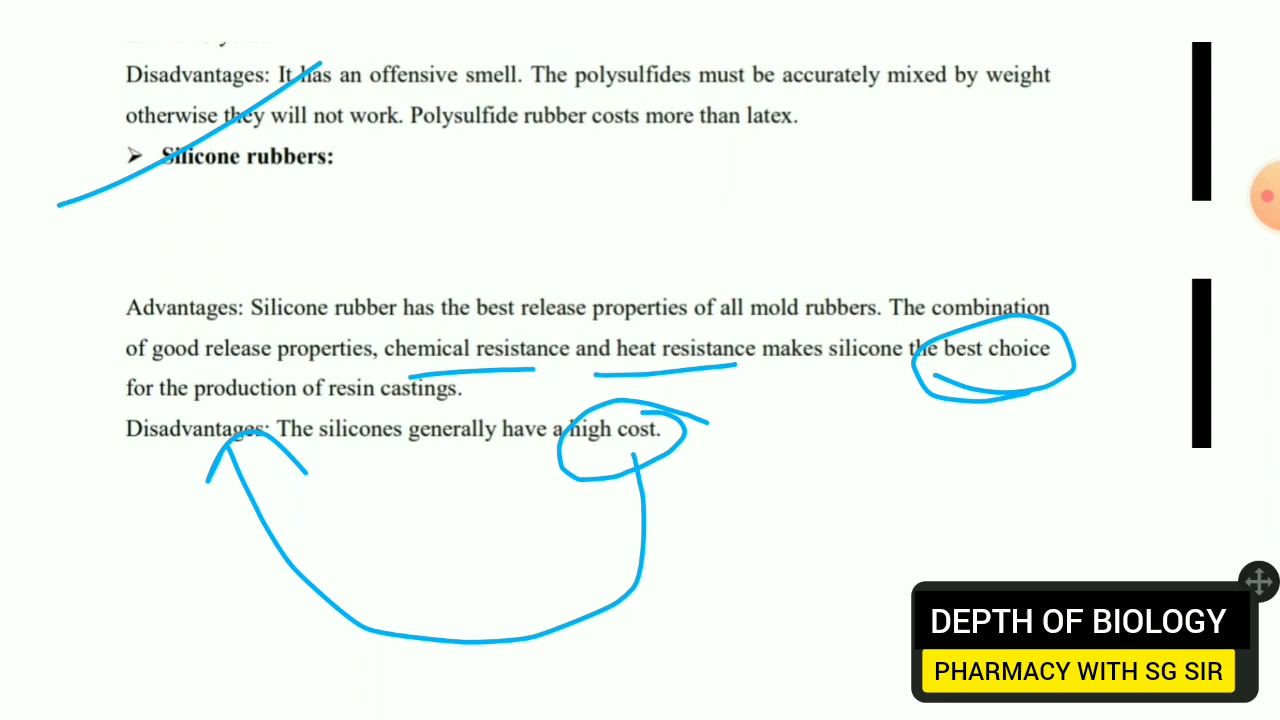 Disadvantages: It has an offensive smell. The polysulfides must be accurately mixed by weight
otherwise they will not work. Polysulfide rubber costs more than latex.
➢ Silicone rubbers:
Advantages: Silicone rubber has the best release properties of all mold rubbers. The combination
of good release properties, chemical resistance and heat resistance makes silicone the best choice
for the production of resin castings.
Disadvantages: The silicones generally have a high cost.
DEPTH OF BIOLOGY
PHARMACY WITH SG SIR